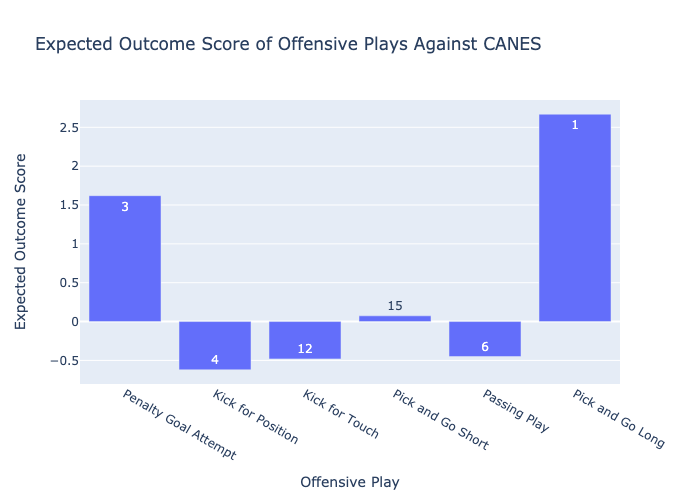 Expected Outcome Score of Offensive Plays Against CANES
Expected Outcome Score
2.5
2
1.5
1
0.5
0
−0.5
3
4
12
15
6
1
Penalty Goal Attempt
Kick for Position
Kick for Touch
Pick and Go Short
Passing Play
Pick and Go Long
Offensive Play